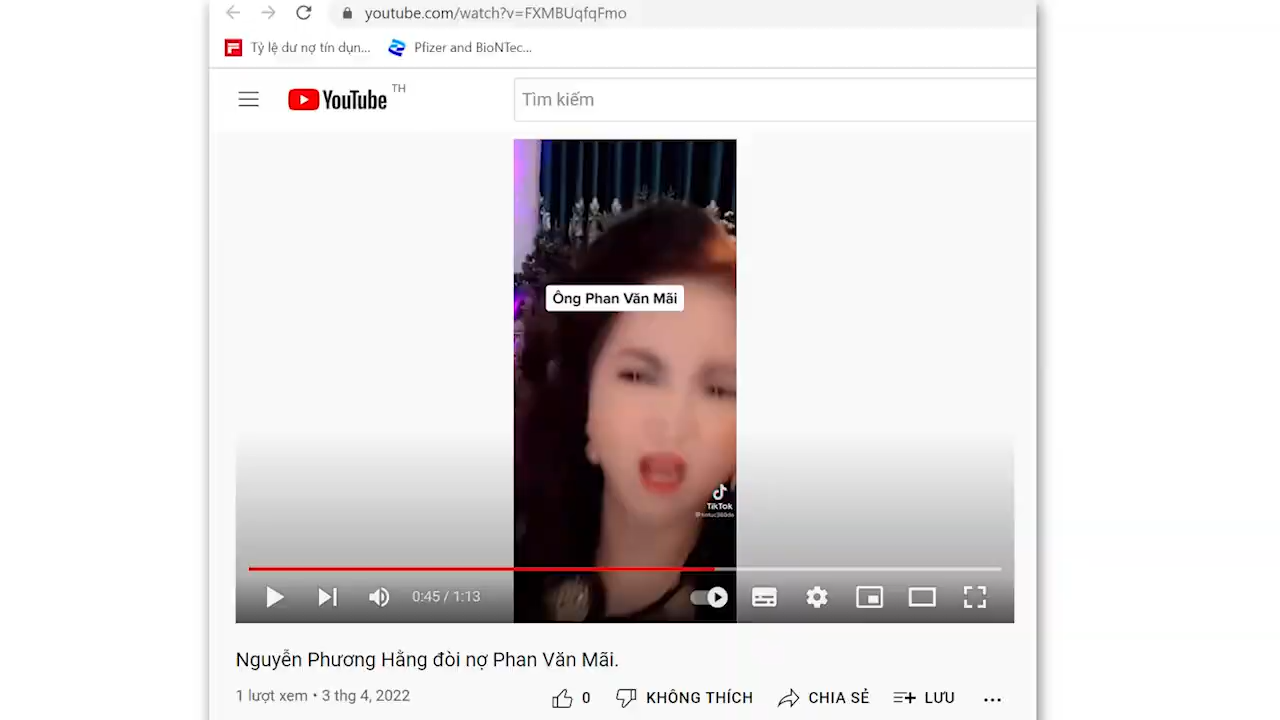 youtube.com/watch?v=FXMBUqfqFmo
Tỷ lệ dư nợ tín dụn...
Pfizer and BioNTec...
YouTube TH
Tìm kiếm
Ông Phan Văn Mãi
TikTok
0:45 / 1:13
Nguyễn Phương Hằng đòi nợ Phan Văn Mãi.
1 lượt xem • 3 thg 4, 2022
0
KHÔNG THÍCH
CHIA SẺ
LƯU